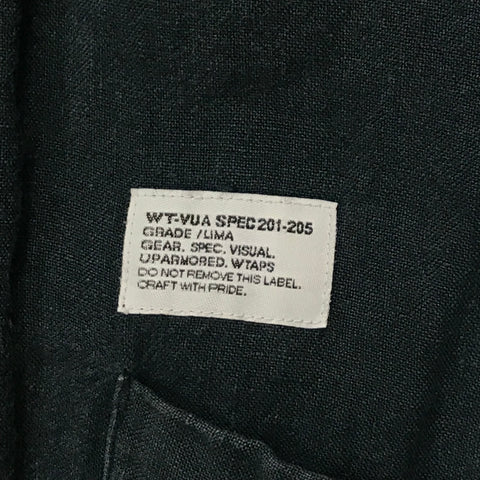 WT-VUA SPEC201-205
GRADE /LIMA
GEAR. SPEC. VISUAL.
UPARMORED. WTAPS
DO NOT REMOVE THIS LABEL.
CRAFT WITH PRIDE.